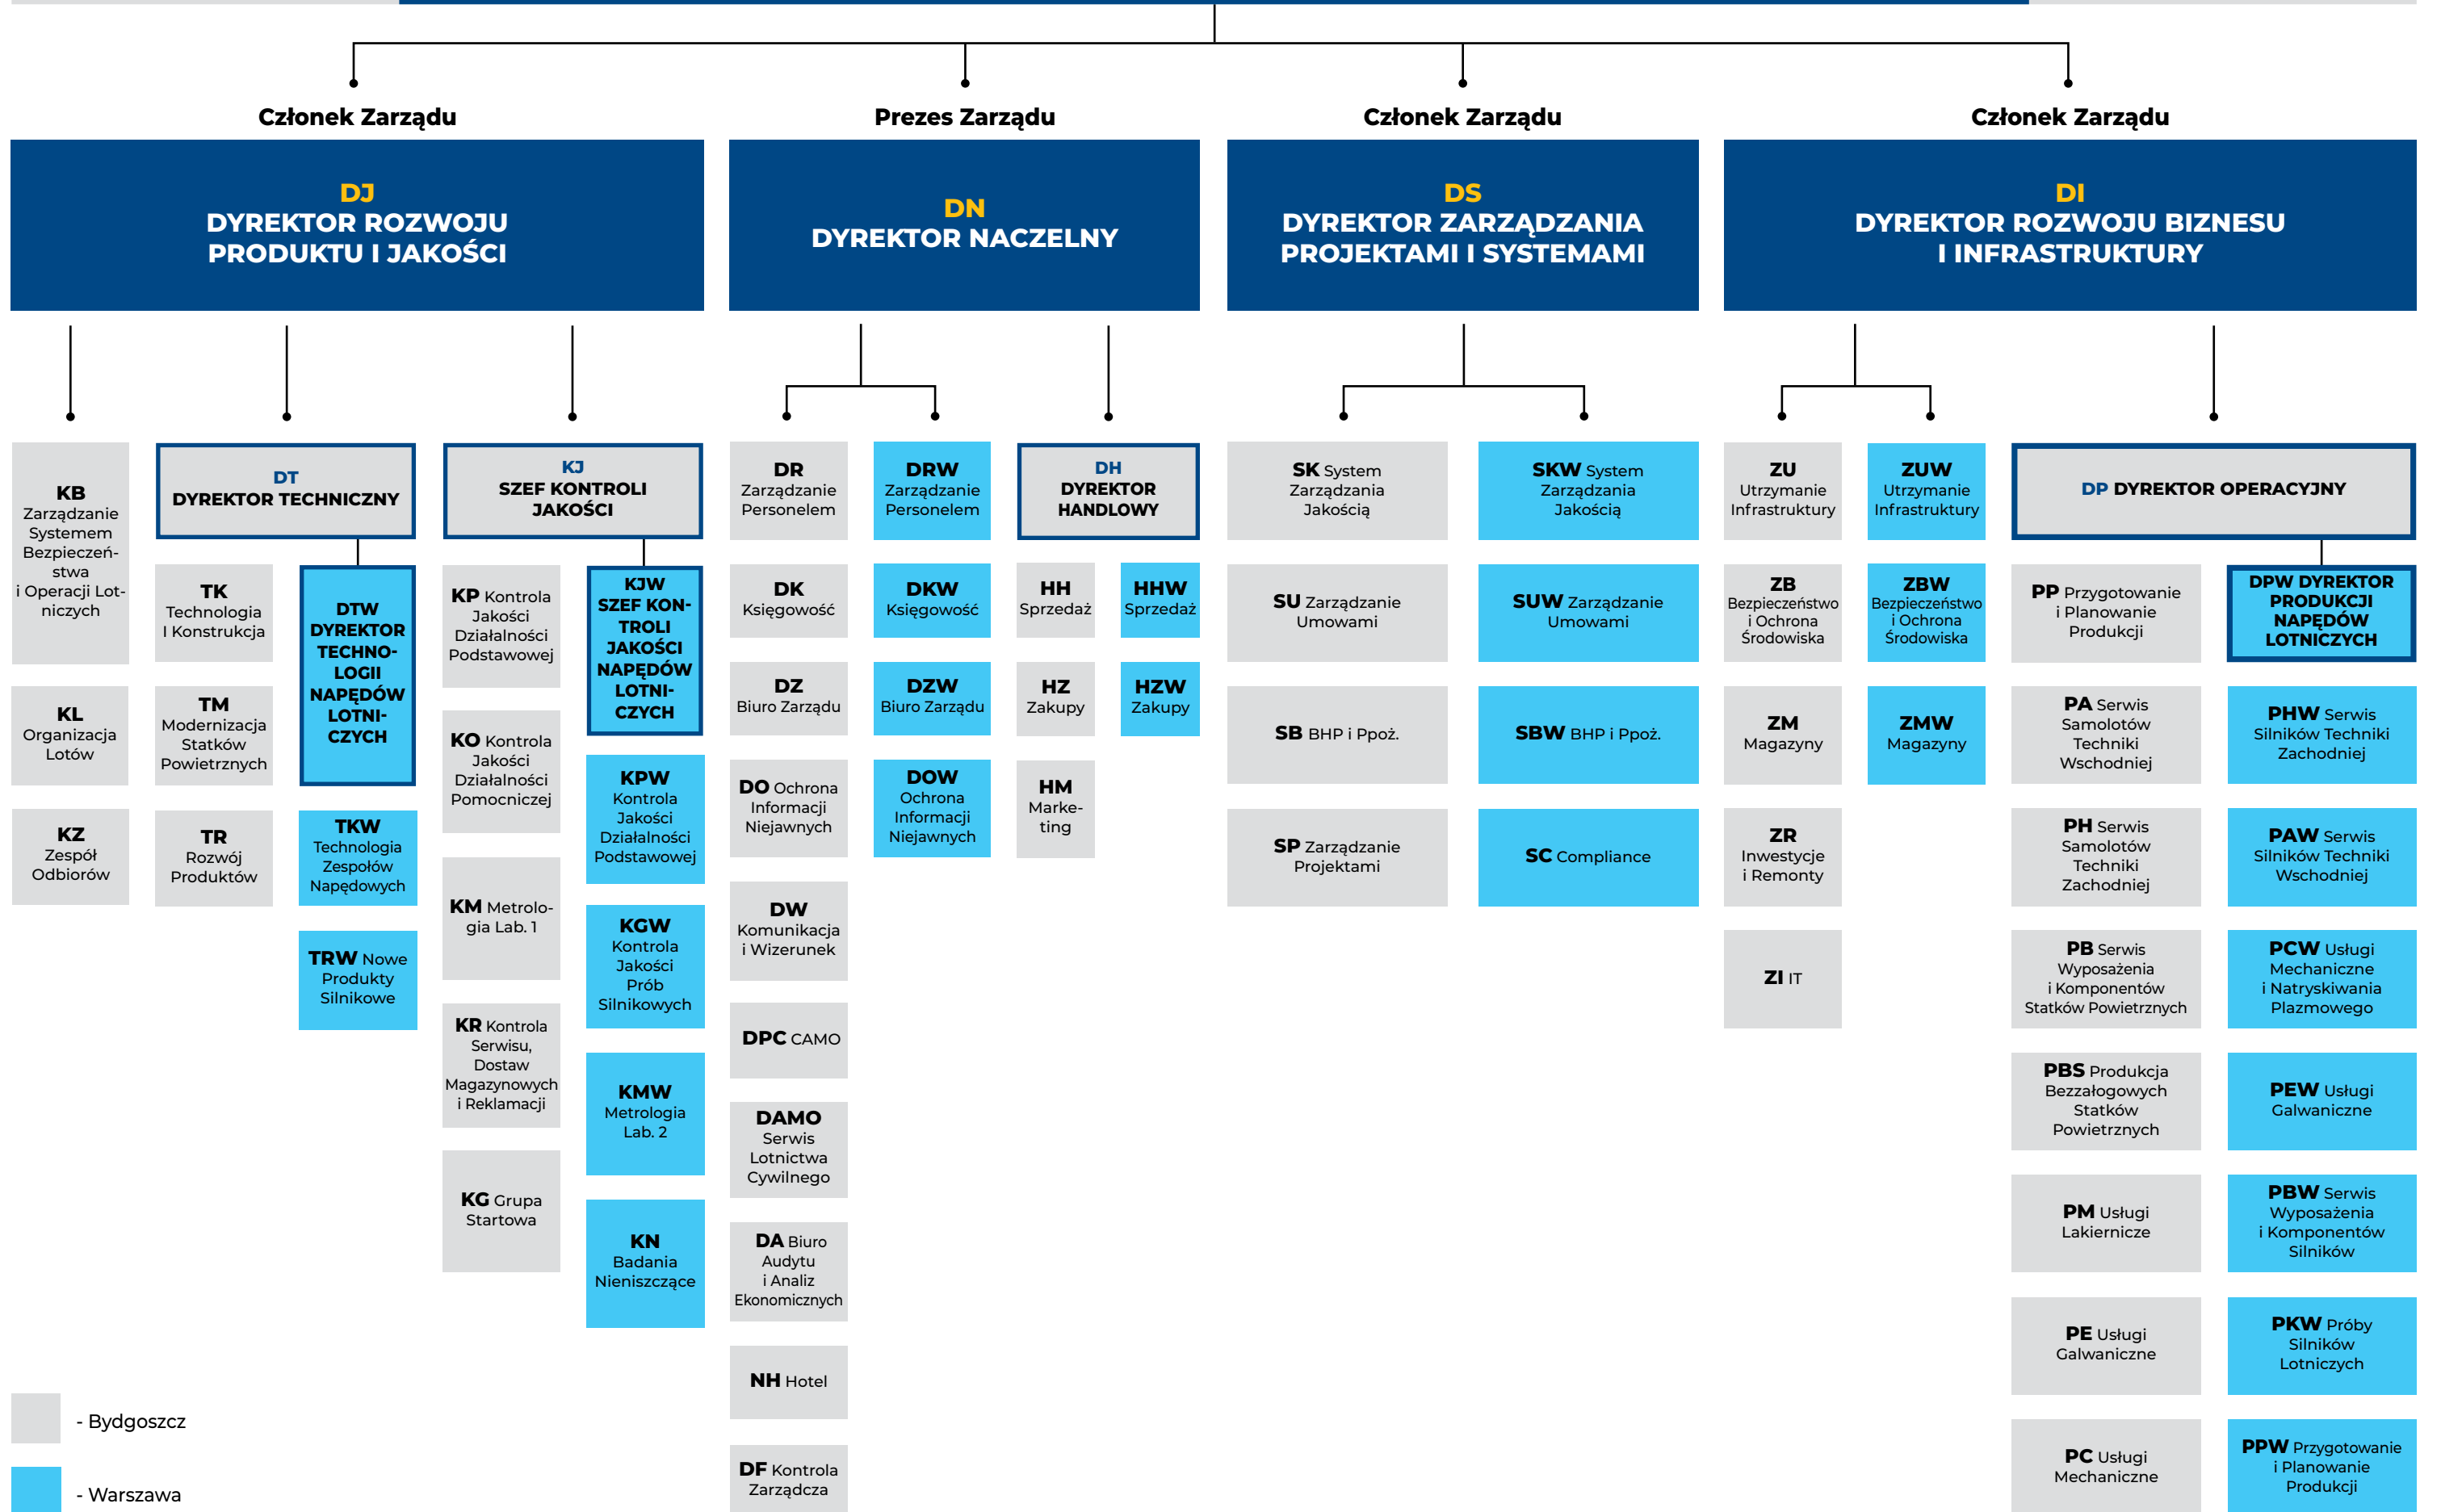 Członek Zarządu
DJ
DYREKTOR ROZWOJU
PRODUKTU I JAKOŚCI
Prezes Zarządu
DN
DYREKTOR NACZELNY
Członek Zarządu
DS
DYREKTOR ZARZĄDZANIA
PROJEKTAMI I SYSTEMAMI
Członek Zarządu
DI
DYREKTOR ROZWOJU BIZNESU
I INFRASTRUKTURY
KB
Zarządzanie
Systemem
Bezpieczeń-
stwa
i Operacji Lot-
niczych
KL
Organizacja
Lotów
KZ
Zespół
Odbiorów
DT
DYREKTOR TECHNICZNY
TK
Technologia
I Konstrukcja
TM
Modernizacja
Statków
Powietrznych
TR
Rozwój
Produktów
DTW
DYREKTOR
TECHNO-
LOGII
NAPĘDÓW
LOTNI-
CZYCH
TKW
Technologia
Zespołów
Napędowych
TRW Nowe
Produkty
Silnikowe
KJ
SZEF KONTROLI
JAKOŚCI
KP Kontrola
Jakości
Działalności
Podstawowej
KO Kontrola
Jakości
Działalności
Pomocniczej
KM Metrolo-
gia Lab. 1
KR Kontrola
Serwisu,
Dostaw
Magazynowych
i Reklamacji
KG Grupa
Startowa
KJW
SZEF KON-
TROLI
JAKOŚCI
NAPĘDÓW
LOTNI-
CZYCH
KPW
Kontrola
Jakości
Działalności
Podstawowej
KGW
Kontrola
Jakości
Prób
Silnikowych
KMW
Metrologia
Lab. 2
KN
Badania
Nieniszczące
DR
Zarządzanie
Personelem
DK
Księgowość
DZ
Biuro Zarządu
DO Ochrona
Informacji
Niejawnych
DW
Komunikacja
i Wizerunek
DPC CAMO
DAMO
Serwis
Lotnictwa
Cywilnego
DA Biuro
Audytu
i Analiz
Ekonomicznych
NH Hotel
DF Kontrola
Zarządcza
DRW
Zarządzanie
Personelem
DKW
Księgowość
DZW
Biuro Zarządu
DOW
Ochrona
Informacji
Niejawnych
DH
DYREKTOR
HANDLOWY
HH
Sprzedaż
HZ
Zakupy
HM
Marke-
ting
HHW
Sprzedaż
HZW
Zakupy
SK System
Zarządzania
Jakością
SU Zarządzanie
Umowami
SB BHP i Ppoż.
SP Zarządzanie
Projektami
SKW System
Zarządzania
Jakością
SUW Zarządzanie
Umowami
SBW BHP i Ppoż.
SC Compliance
ZU
Utrzymanie
Infrastruktury
ZB
Bezpieczeństwo
i Ochrona
Środowiska
ZM
Magazyny
ZR
Inwestycje
i Remonty
ZI IT
ZUW
Utrzymanie
Infrastruktury
ZBW
Bezpieczeństwo
i Ochrona
Środowiska
ZMW
Magazyny
DP DYREKTOR OPERACYJNY
PP Przygotowanie
i Planowanie
Produkcji
PA Serwis
Samolotów
Techniki
Wschodniej
PH Serwis
Samolotów
Techniki
Zachodniej
PB Serwis
Wyposażenia
i Komponentów
Statków Powietrznych
PBS Produkcja
Bezzałogowych
Statków
Powietrznych
PM Usługi
Lakiernicze
PE Usługi
Galwaniczne
PC Usługi
Mechaniczne
DPW DYREKTOR
PRODUKCJI
NAPĘDÓW
LOTNICZYCH
PHW Serwis
Silników Techniki
Zachodniej
PAW Serwis
Silników Techniki
Wschodniej
PCW Usługi
Mechaniczne
i Natryskiwania
Plazmowego
PEW Usługi
Galwaniczne
PBW Serwis
Wyposażenia
i Komponentów
Silników
PKW Próby
Silników
Lotniczych
PPW Przygotowanie
i Planowanie
Produkcji
- Bydgoszcz
- Warszawa